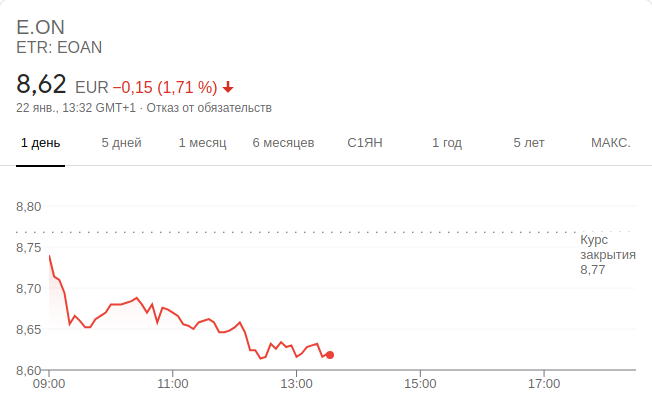 E.ON
ETR: EOAN
8,62 EUR −0,15 (1,71 %)
22 янв., 13:32 GMT+1 · Отказ от обязательств
1 день 5 дней 1 месяц 6 месяцев С1ЯН 1 год 5 лет МАКС.
8,80
Курс
закрытия
8,77
8,75
8,70
8,65
8,60
09:00 11:00 13:00 15:00 17:00